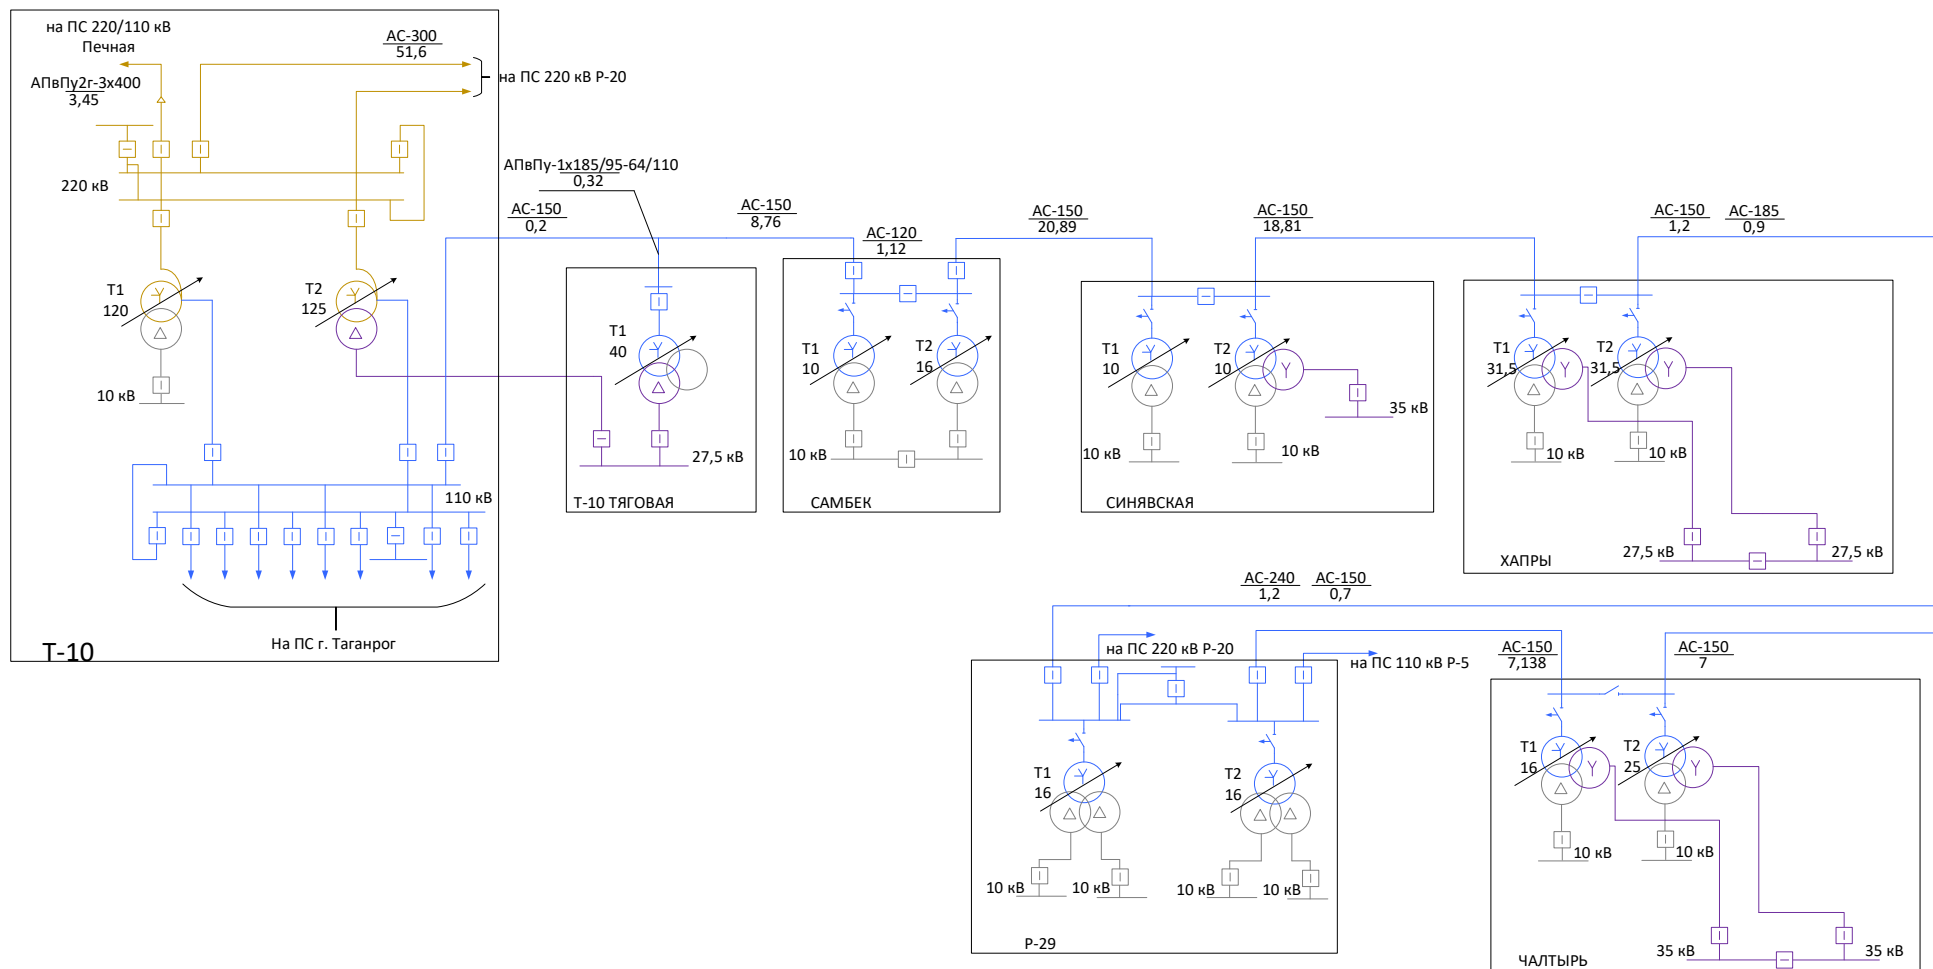 на ПС 220/110 кВ
Печная
АС-300
51,6
на ПС 220 кВ Р-20
АПвПу2г-3х400
3,45
220 кВ
Т1
120
Т2
125
10 кВ
110 кВ
На ПС г. Таганрог
Т-10
АПвПу-1х185/95-64/110
0,32
АС-150
0,2
АС-150
8,76
АС-120
1,12
АС-150
20,89
АС-150
18,81
АС-150
1,2
АС-185
0,9
Т1
40
27,5 кВ
Т-10 ТЯГОВАЯ
Т1
10
Т2
16
10 кВ
САМБЕК
Т1
10
Т2
10
35 кВ
10 кВ
10 кВ
СИНЯВСКАЯ
Т1
31,5
Т2
31,5
10 кВ
10 кВ
27,5 кВ
27,5 кВ
ХАПРЫ
АС-240
1,2
АС-150
0,7
на ПС 220 кВ Р-20
на ПС 110 кВ Р-5
АС-150
7,138
АС-150
7
Т1
16
Т2
16
10 кВ
10 кВ
10 кВ
10 кВ
Р-29
Т1
16
Т2
25
10 кВ
10 кВ
35 кВ
35 кВ
ЧАЛТЫРЬ